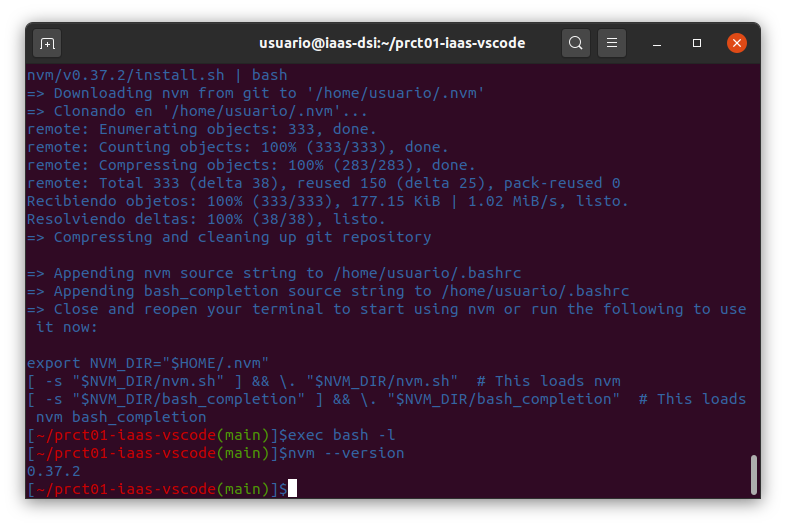 usuario@iaas-dsi:~/prct01-iaas-vscode
nvm/v0.37.2/install.sh | bash
=> Downloading nvm from git to '/home/usuario/.nvm'
=> Clonando en '/home/usuario/.nvm'...
remote: Enumerating objects: 333, done.
remote: Counting objects: 100% (333/333), done.
remote: Compressing objects: 100% (283/283), done.
remote: Total 333 (delta 38), reused 150 (delta 25), pack-reused 0
Recibiendo objetos: 100% (333/333), 177.15 KiB | 1.02 MiB/s, listo.
Resolviendo deltas: 100% (38/38), listo.
=> Compressing and cleaning up git repository

=> Appending nvm source string to /home/usuario/.bashrc
=> Appending bash_completion source string to /home/usuario/.bashrc
=> Close and reopen your terminal to start using nvm or run the following to use
 it now:

export NVM_DIR="$HOME/.nvm"
[ -s "$NVM_DIR/nvm.sh" ] && \. "$NVM_DIR/nvm.sh"  # This loads nvm
[ -s "$NVM_DIR/bash_completion" ] && \. "$NVM_DIR/bash_completion"  # This loads
 nvm bash_completion
[~/prct01-iaas-vscode(main)]$exec bash -l
[~/prct01-iaas-vscode(main)]$nvm --version
0.37.2
[~/prct01-iaas-vscode(main)]$